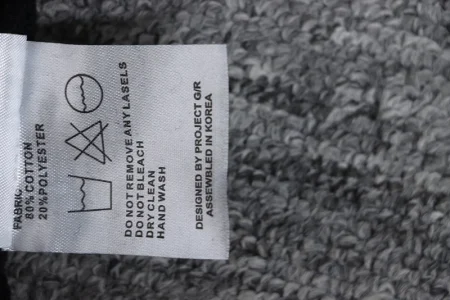 FABRIC
80% COTTON
20% POLYESTER
DO NOT REMOVE ANY LASELS
DO NOT BLEACH
DRY CLEAN
HAND WASH
DESIGNED BY PROJECT G/R
ASSEWBLED IN KOREA